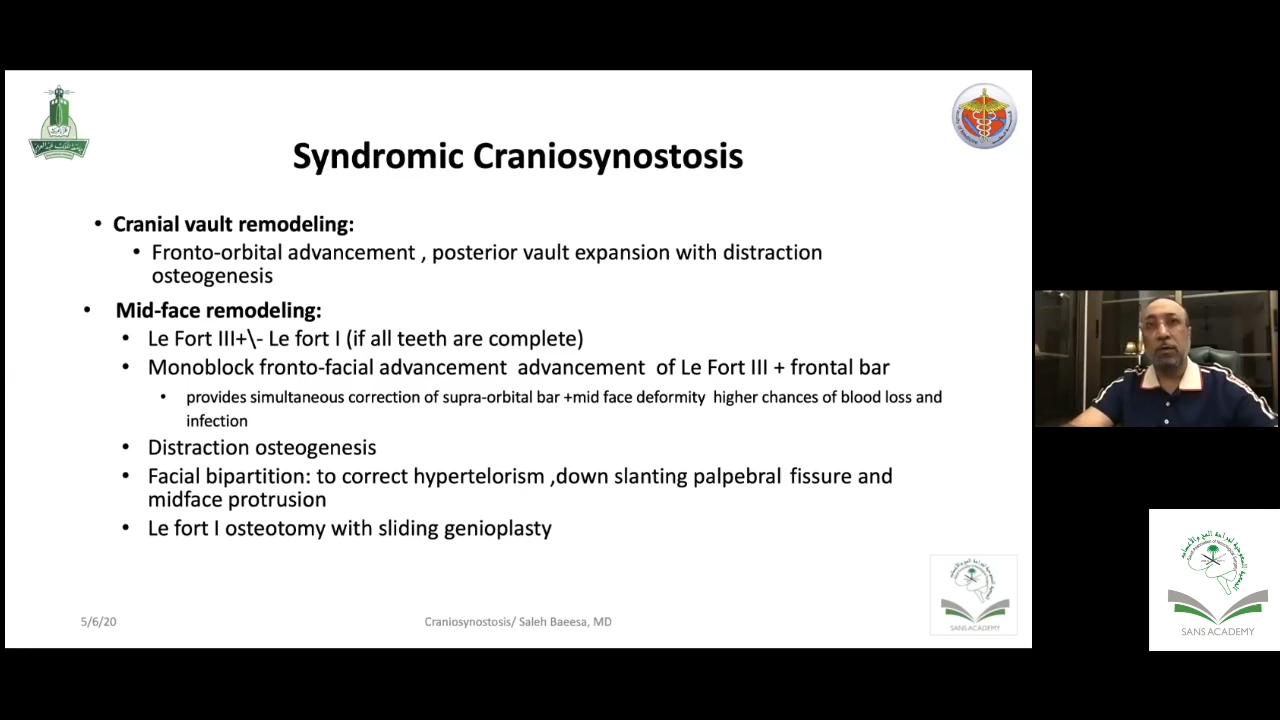 Syndromic Craniosynostosis
• Cranial vault remodeling:
• Fronto-orbital advancement , posterior vault expansion with distraction
osteogenesis
• Mid-face remodeling:
• Le Fort III+\- Le fort I (if all teeth are complete)
• Monoblock fronto-facial advancement advancement of Le Fort III + frontal bar
• provides simultaneous correction of supra-orbital bar +mid face deformity higher chances of blood loss and
infection
• Distraction osteogenesis
• Facial bipartition: to correct hypertelorism ,down slanting palpebral fissure and
midface protrusion
• Le fort I osteotomy with sliding genioplasty
SANS ACADEMY
5/6/20
Craniosynostosis/ Saleh Baeesa, MD
SANS ACADEMY